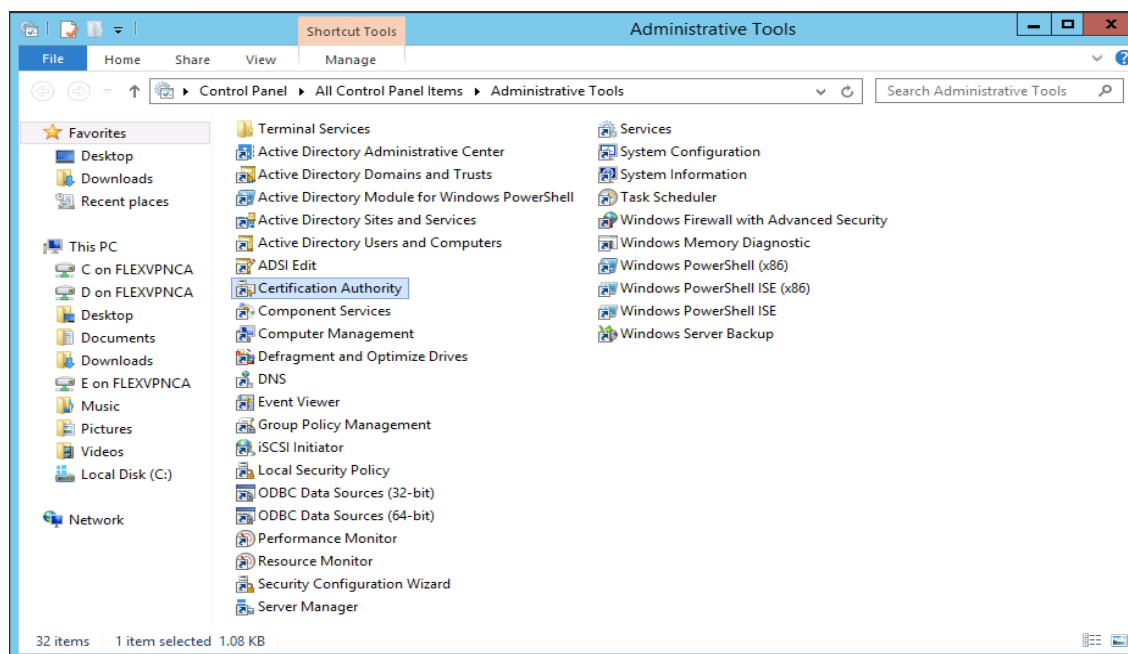 Shortcut Tools
Administrative Tools
File Home Share View Manage
Control Panel All Control Panel Items Administrative Tools
Search Administrative Tools
Favorites
Desktop
Downloads
Recent places
This PC
C on FLEXVPNCA
D on FLEXVPNCA
Desktop
Documents
Downloads
E on FLEXVPNCA
Music
Pictures
Videos
Local Disk (C:)
Network
Terminal Services
Active Directory Administrative Center
Active Directory Domains and Trusts
Active Directory Module for Windows PowerShell
Active Directory Sites and Services
Active Directory Users and Computers
ADSI Edit
Certification Authority
Component Services
Computer Management
Defragment and Optimize Drives
DNS
Event Viewer
Group Policy Management
iSCSI Initiator
Local Security Policy
ODBC Data Sources (32-bit)
ODBC Data Sources (64-bit)
Performance Monitor
Resource Monitor
Security Configuration Wizard
Server Manager
Services
System Configuration
System Information
Task Scheduler
Windows Firewall with Advanced Security
Windows Memory Diagnostic
Windows PowerShell (x86)
Windows PowerShell ISE (x86)
Windows PowerShell ISE
Windows Server Backup
32 items 1 item selected 1.08 KB